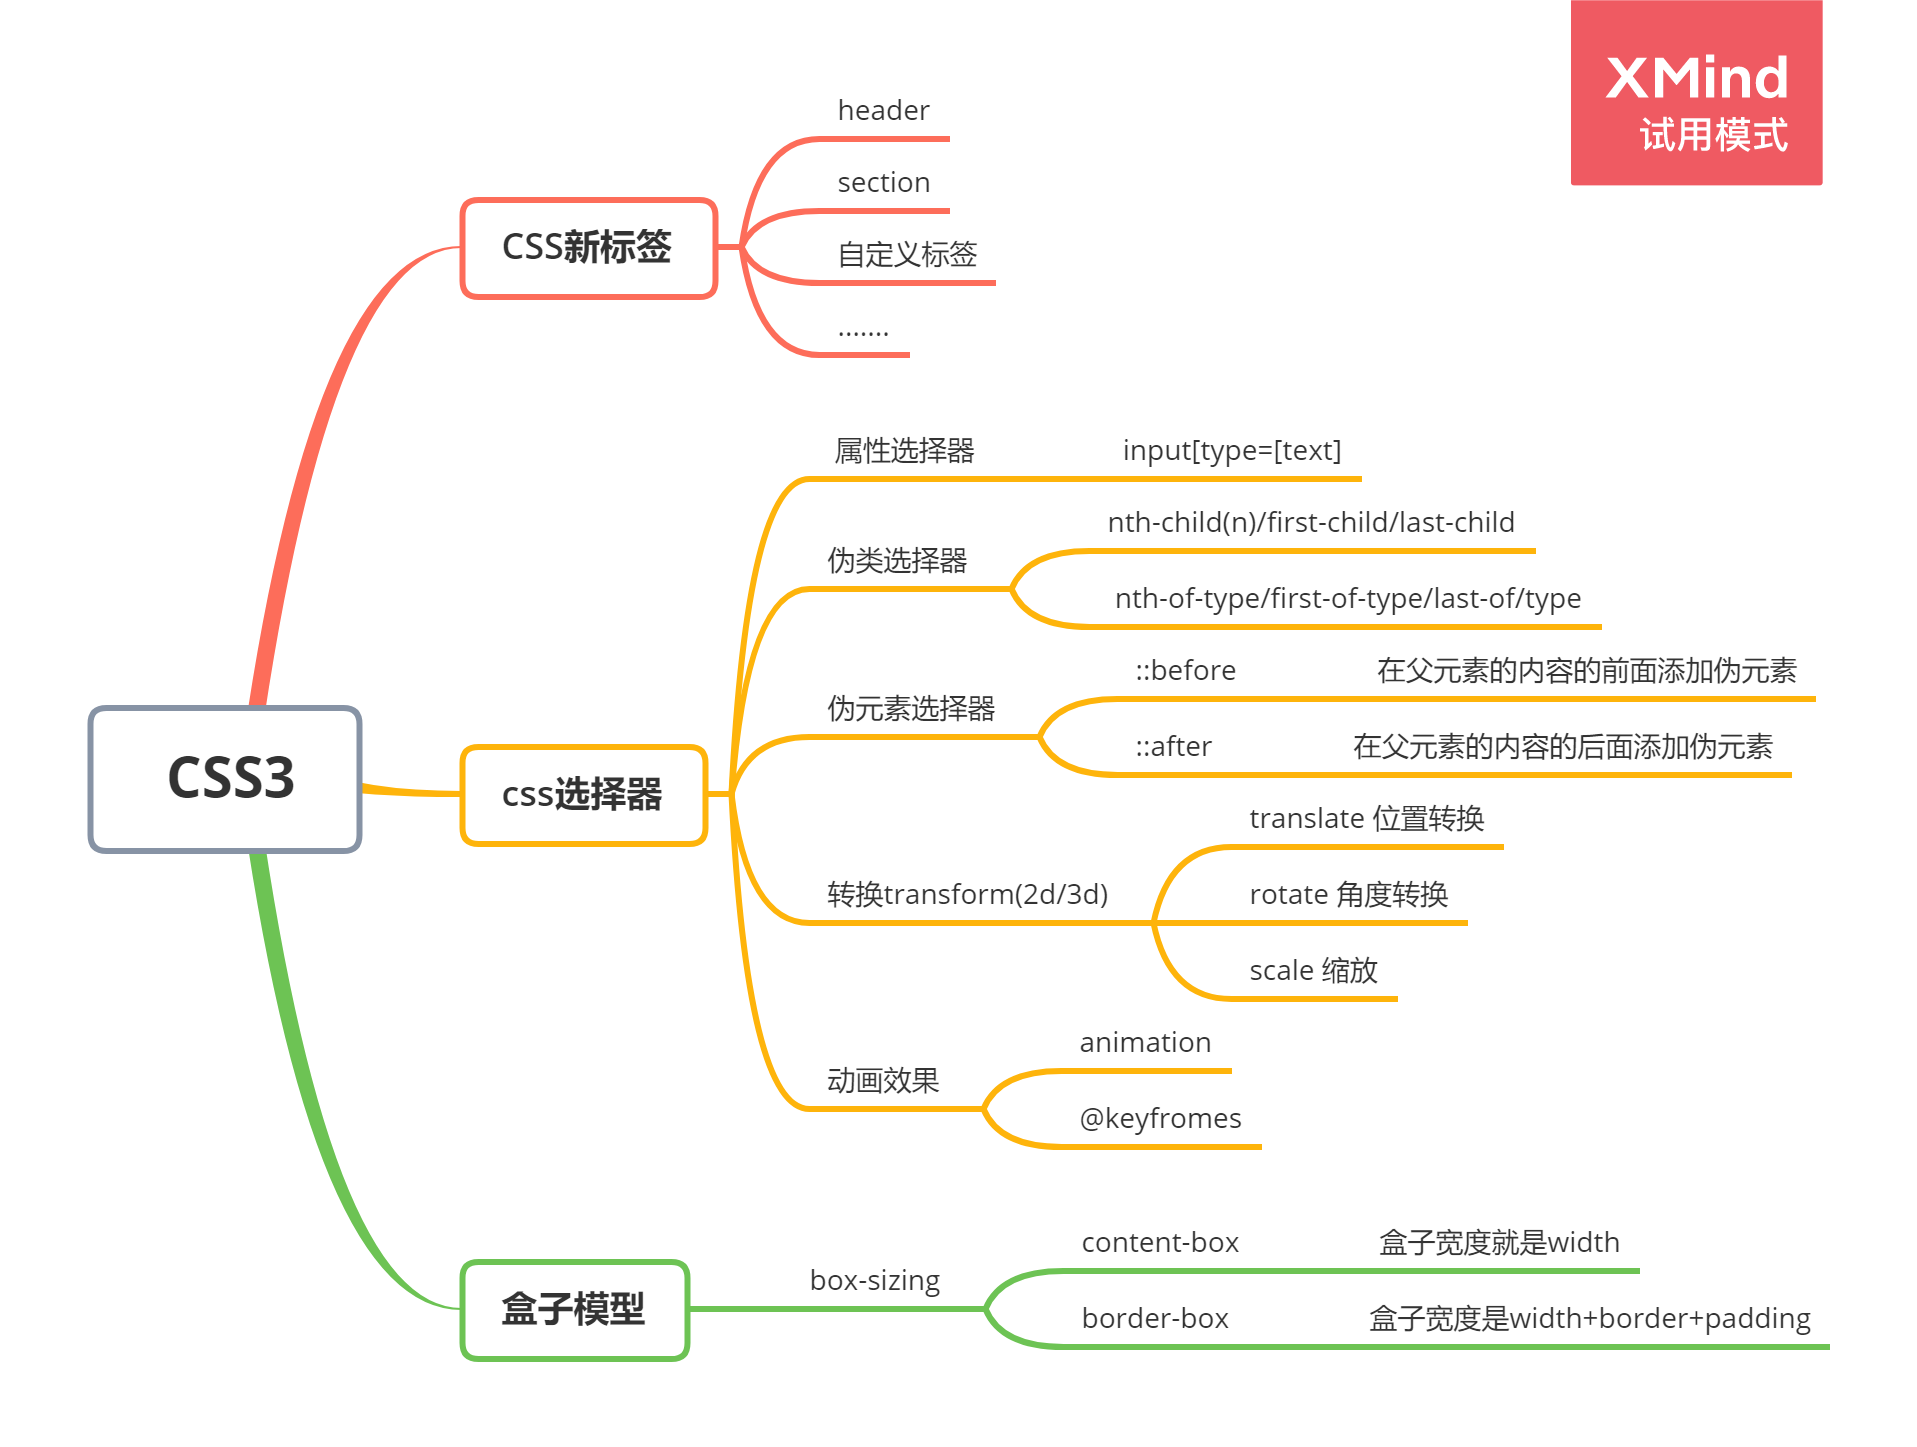 XMind
试用模式
CSS3
CSS新标签
header
section
自定义标签
.......
css选择器
属性选择器
input[type=[text]
伪类选择器
nth-child(n)/first-child/last-child
nth-of-type/first-of-type/last-of/type
伪元素选择器
::before
在父元素的内容的前面添加伪元素
::after
在父元素的内容的后面添加伪元素
转换transform(2d/3d)
translate 位置转换
rotate 角度转换
scale 缩放
动画效果
animation
@keyfromes
盒子模型
box-sizing
content-box
盒子宽度就是width
border-box
盒子宽度是width+border+padding